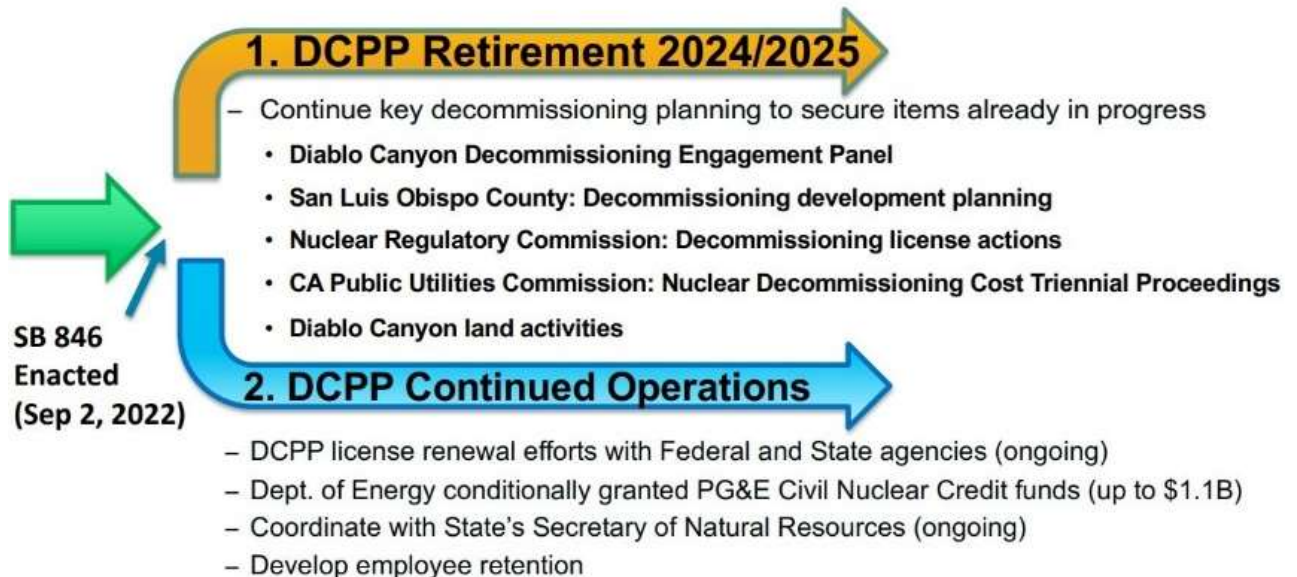 1. DCPP Retirement 2024/2025
– Continue key decommissioning planning to secure items already in progress
• Diablo Canyon Decommissioning Engagement Panel
• San Luis Obispo County: Decommissioning development planning
• Nuclear Regulatory Commission: Decommissioning license actions
• CA Public Utilities Commission: Nuclear Decommissioning Cost Triennial Proceedings
• Diablo Canyon land activities
SB 846
Enacted
(Sep 2, 2022)
2. DCPP Continued Operations
– DCPP license renewal efforts with Federal and State agencies (ongoing)
– Dept. of Energy conditionally granted PG&E Civil Nuclear Credit funds (up to $1.1B)
– Coordinate with State's Secretary of Natural Resources (ongoing)
– Develop employee retention